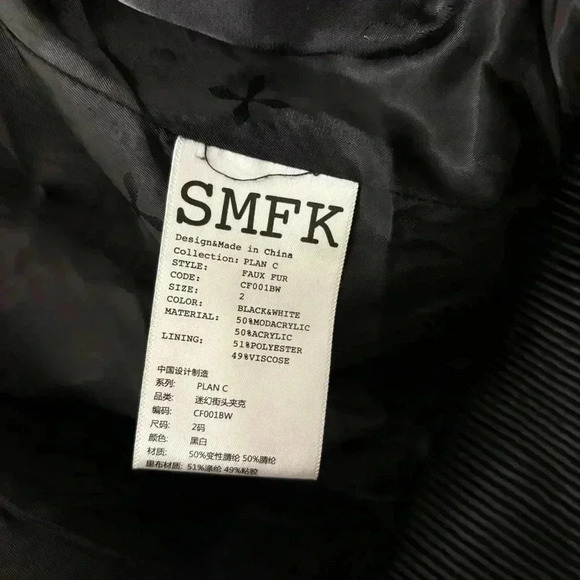 SMFK
Design&Made in China
Collection: PLAN C
STYLE: FAUX FUR
CODE: CF001BW
SIZE: 2
COLOR: BLACK&WHITE
MATERIAL: 50%MODACRYLIC
50%ACRYLIC
LINING: 51%POLYESTER
49%VISCOSE
中国设计制造
系列: PLAN C
品类: 迷幻街头夹克
编码: CF001BW
尺码: 2码
颜色: 黑白
材质: 50%变性腈纶 50%腈纶
里布材质: 51%涤纶 49%粘胶